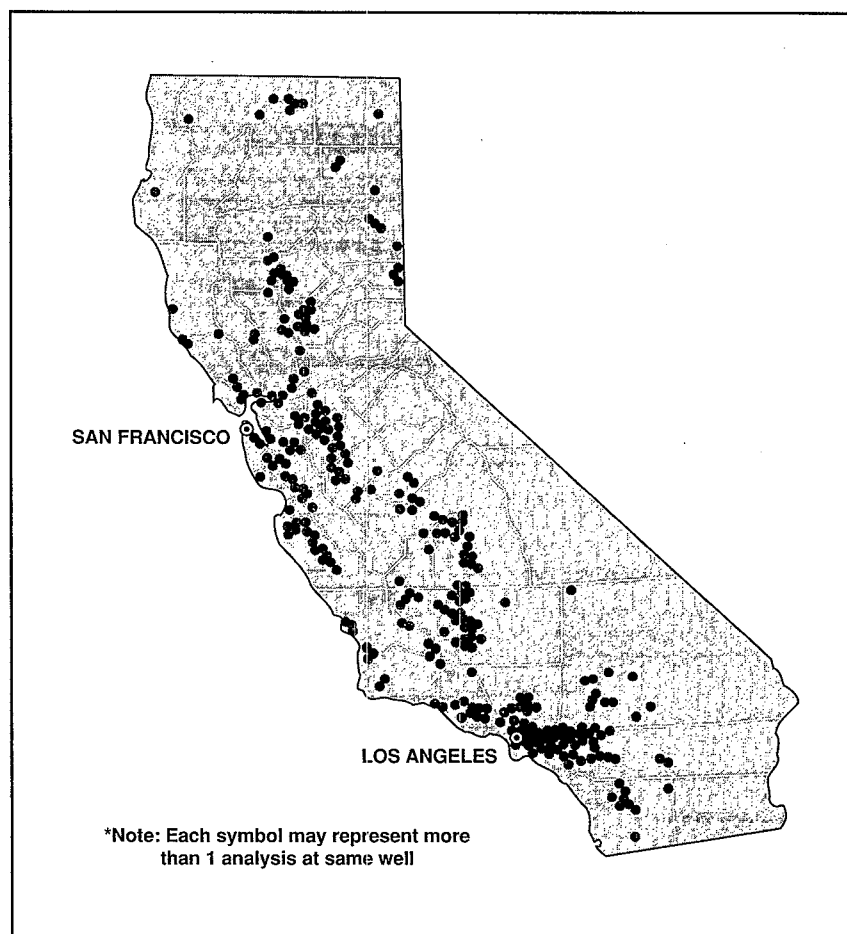 SAN FRANCISCO
LOS ANGELES
*Note: Each symbol may represent more
than 1 analysis at same well